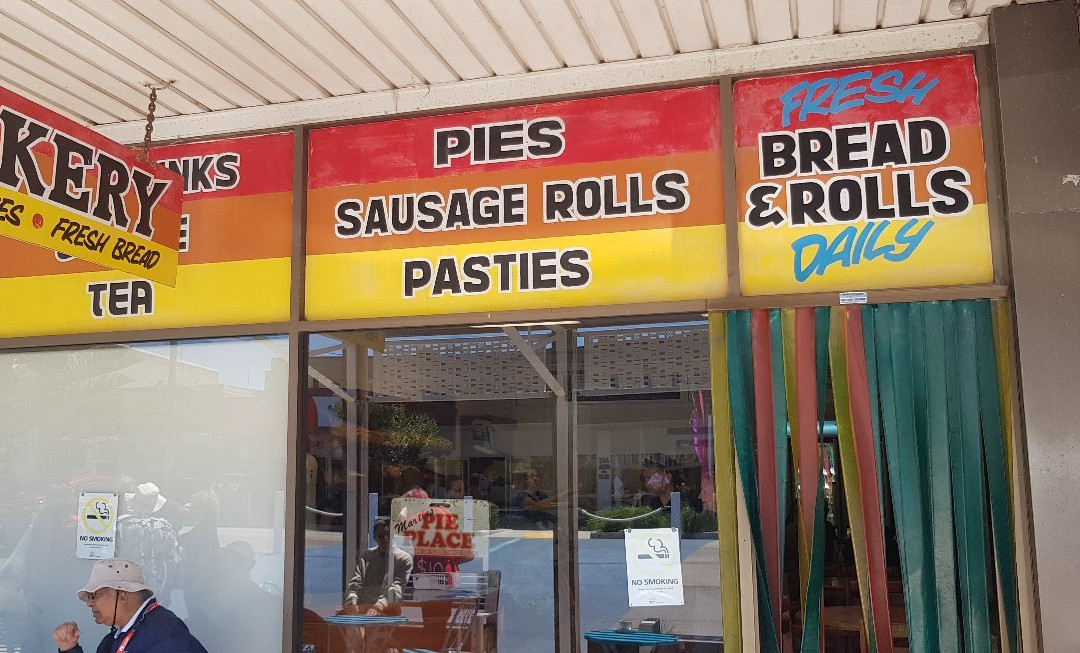 KERY
FRESH BREAD
NKS
TEA
PIES
SAUSAGE ROLLS
PASTIES
FRESH
BREAD
& ROLLS
DAILY
NO SMOKING
PIE
PLACE
NO SMOKING